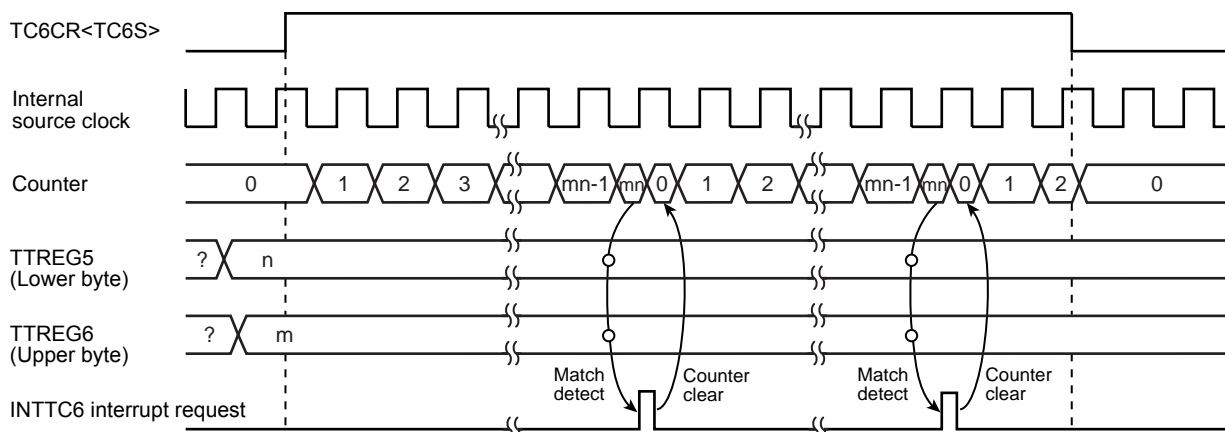 TC6CR<TC6S>
Internal
source clock
Counter
0 1 2 3 mn-1 mn 0 1 2 mn-1 mn 0 1 2 0
TTREG5
(Lower byte)
? n
TTREG6
(Upper byte)
? m
Match
detect
Counter
clear
Match
detect
Counter
clear
INTTC6 interrupt request